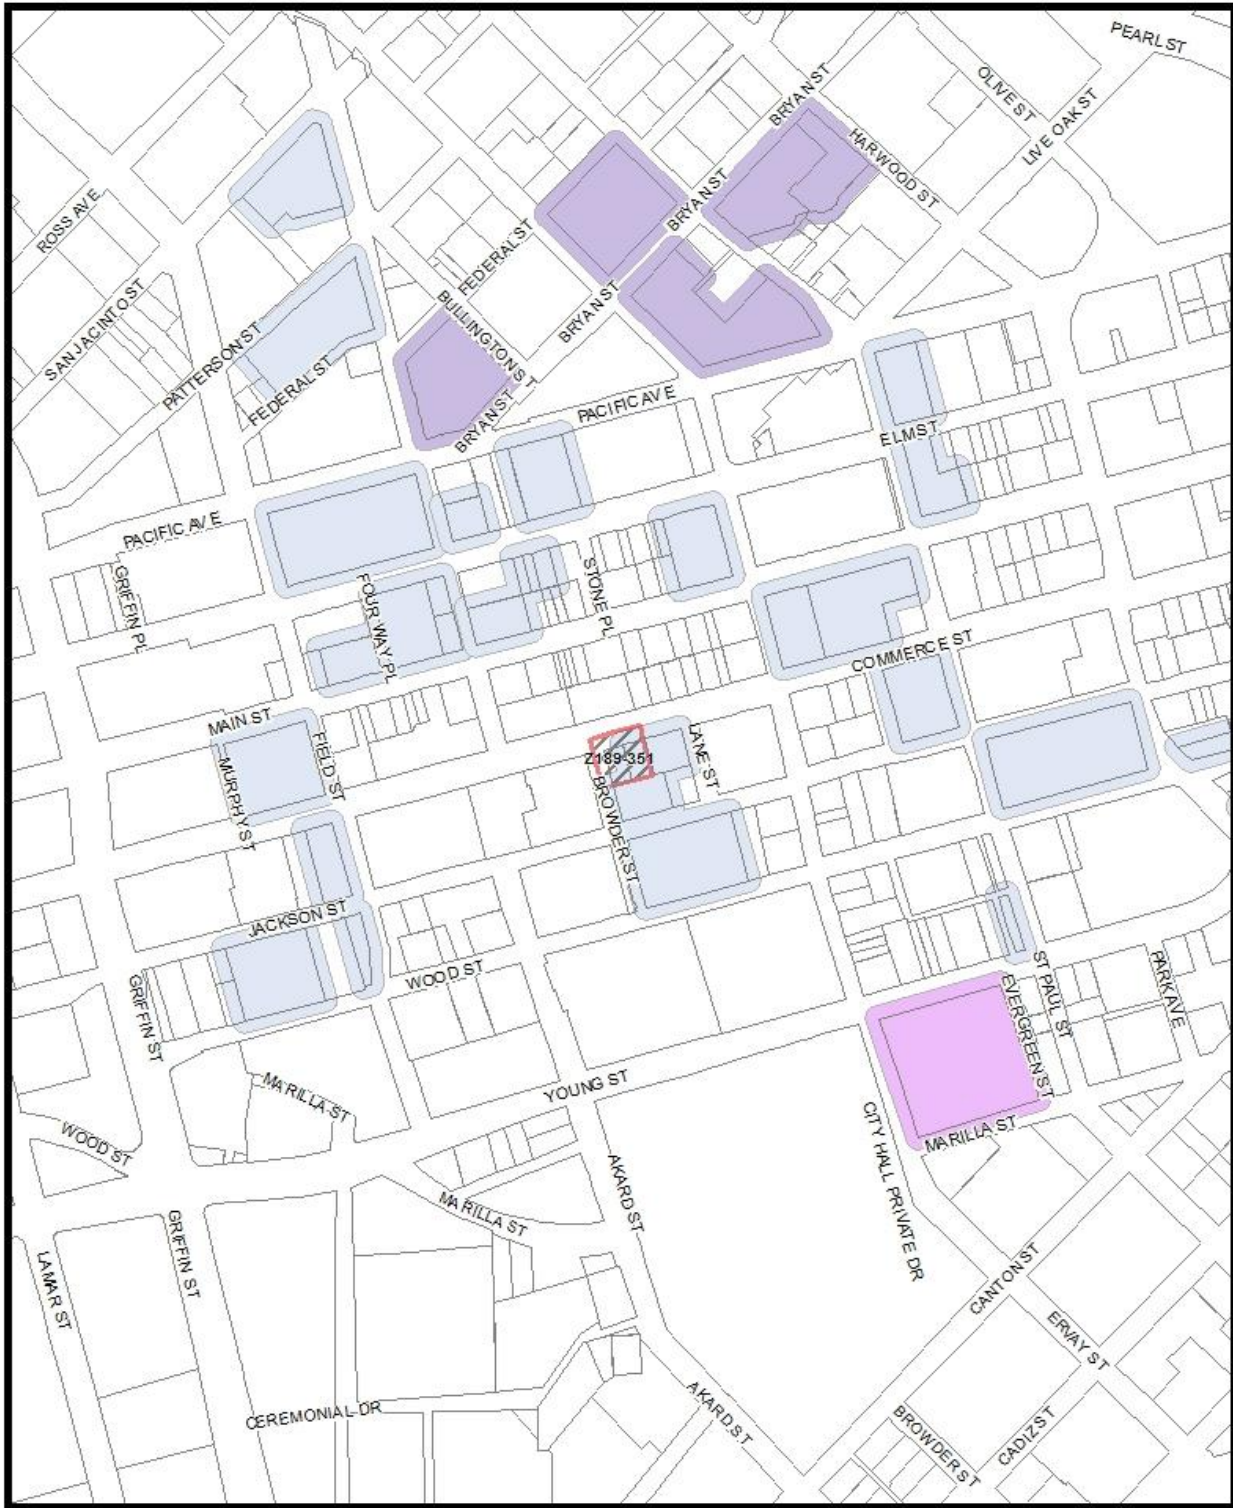 PEARL ST
BRYAN ST
OLIVE ST
LIVE OAK ST
HARWOOD ST
ROSS AVE
BRYAN ST
FEDERAL ST
SAN JACINTO ST
BULLINGTON ST
BRYAN ST
PATTERSON ST
FEDERAL ST
PACIFIC AVE
BRYAN ST
ELM ST
PACIFIC AVE
GRIFFIN PL
FOUR WAY PL
STONE PL
COMMERCE ST
MAIN ST
FIELD ST
LANE ST
Z189-351
MURPHY ST
BROWDER ST
JACKSON ST
WOOD ST
GRIFFIN ST
ST PAUL ST
PARK AVE
EVERGREEN ST
MARILLA ST
YOUNG ST
WOOD ST
CITY HALL PRIVATE DR
MARILLA ST
AKARD ST
MARILLA ST
GRIFFIN ST
LAMAR ST
CANTON ST
ERVAY ST
CEREMONIAL DR
AKARD ST
BROWDER ST
CADIZ ST